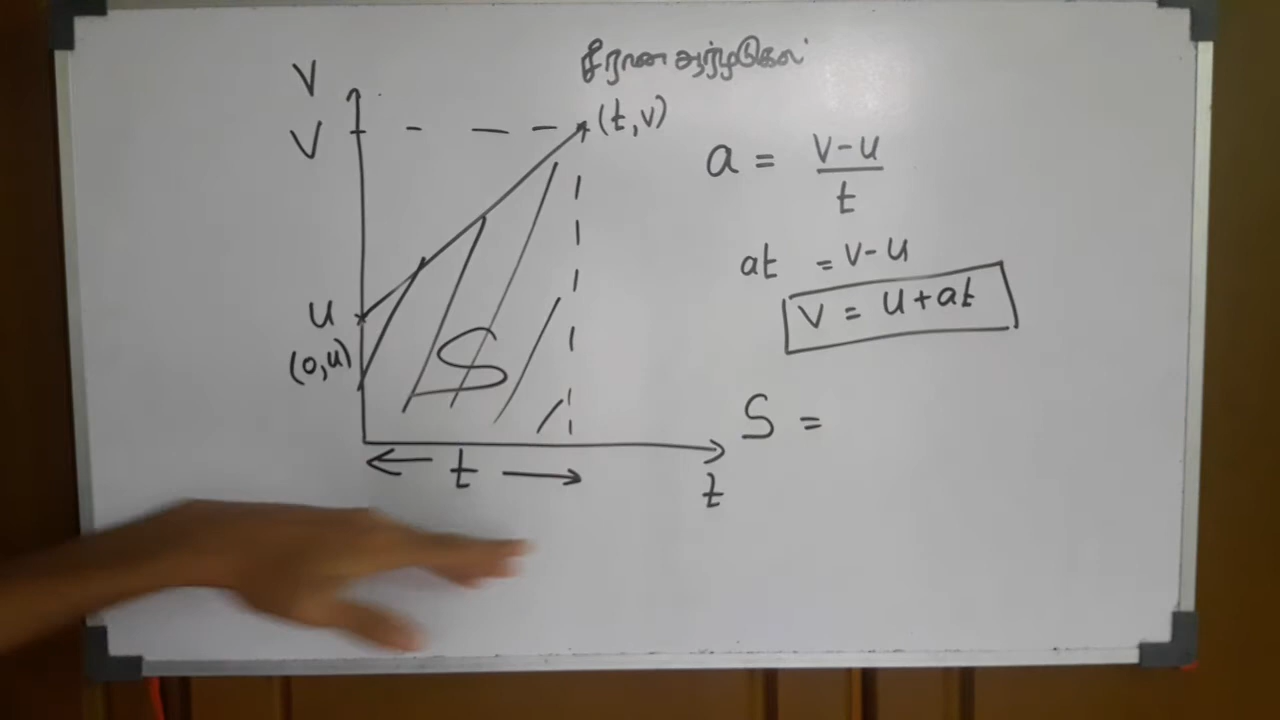 சீரான ஆர்முடுகல்
V
V
(t,v)
u
(0,u)
S
t
t
a = v-u/t
at = v-u
v = u+at
S =